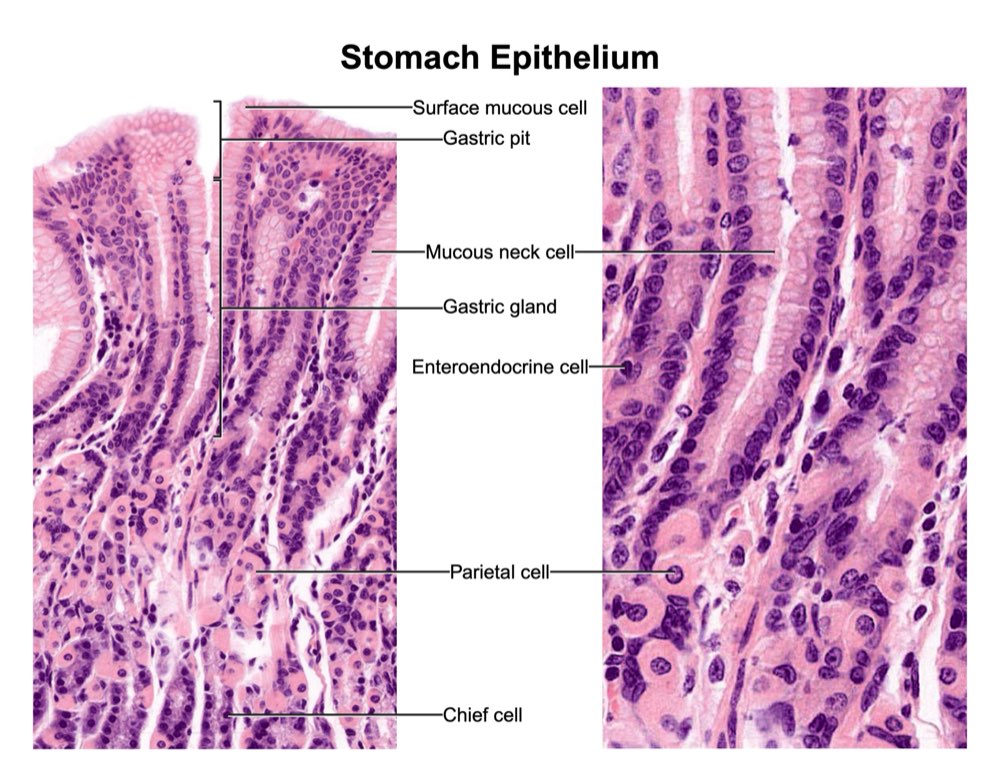 Stomach Epithelium
Surface mucous cell
Gastric pit
Mucous neck cell
Gastric gland
Enteroendocrine cell
Parietal cell
Chief cell